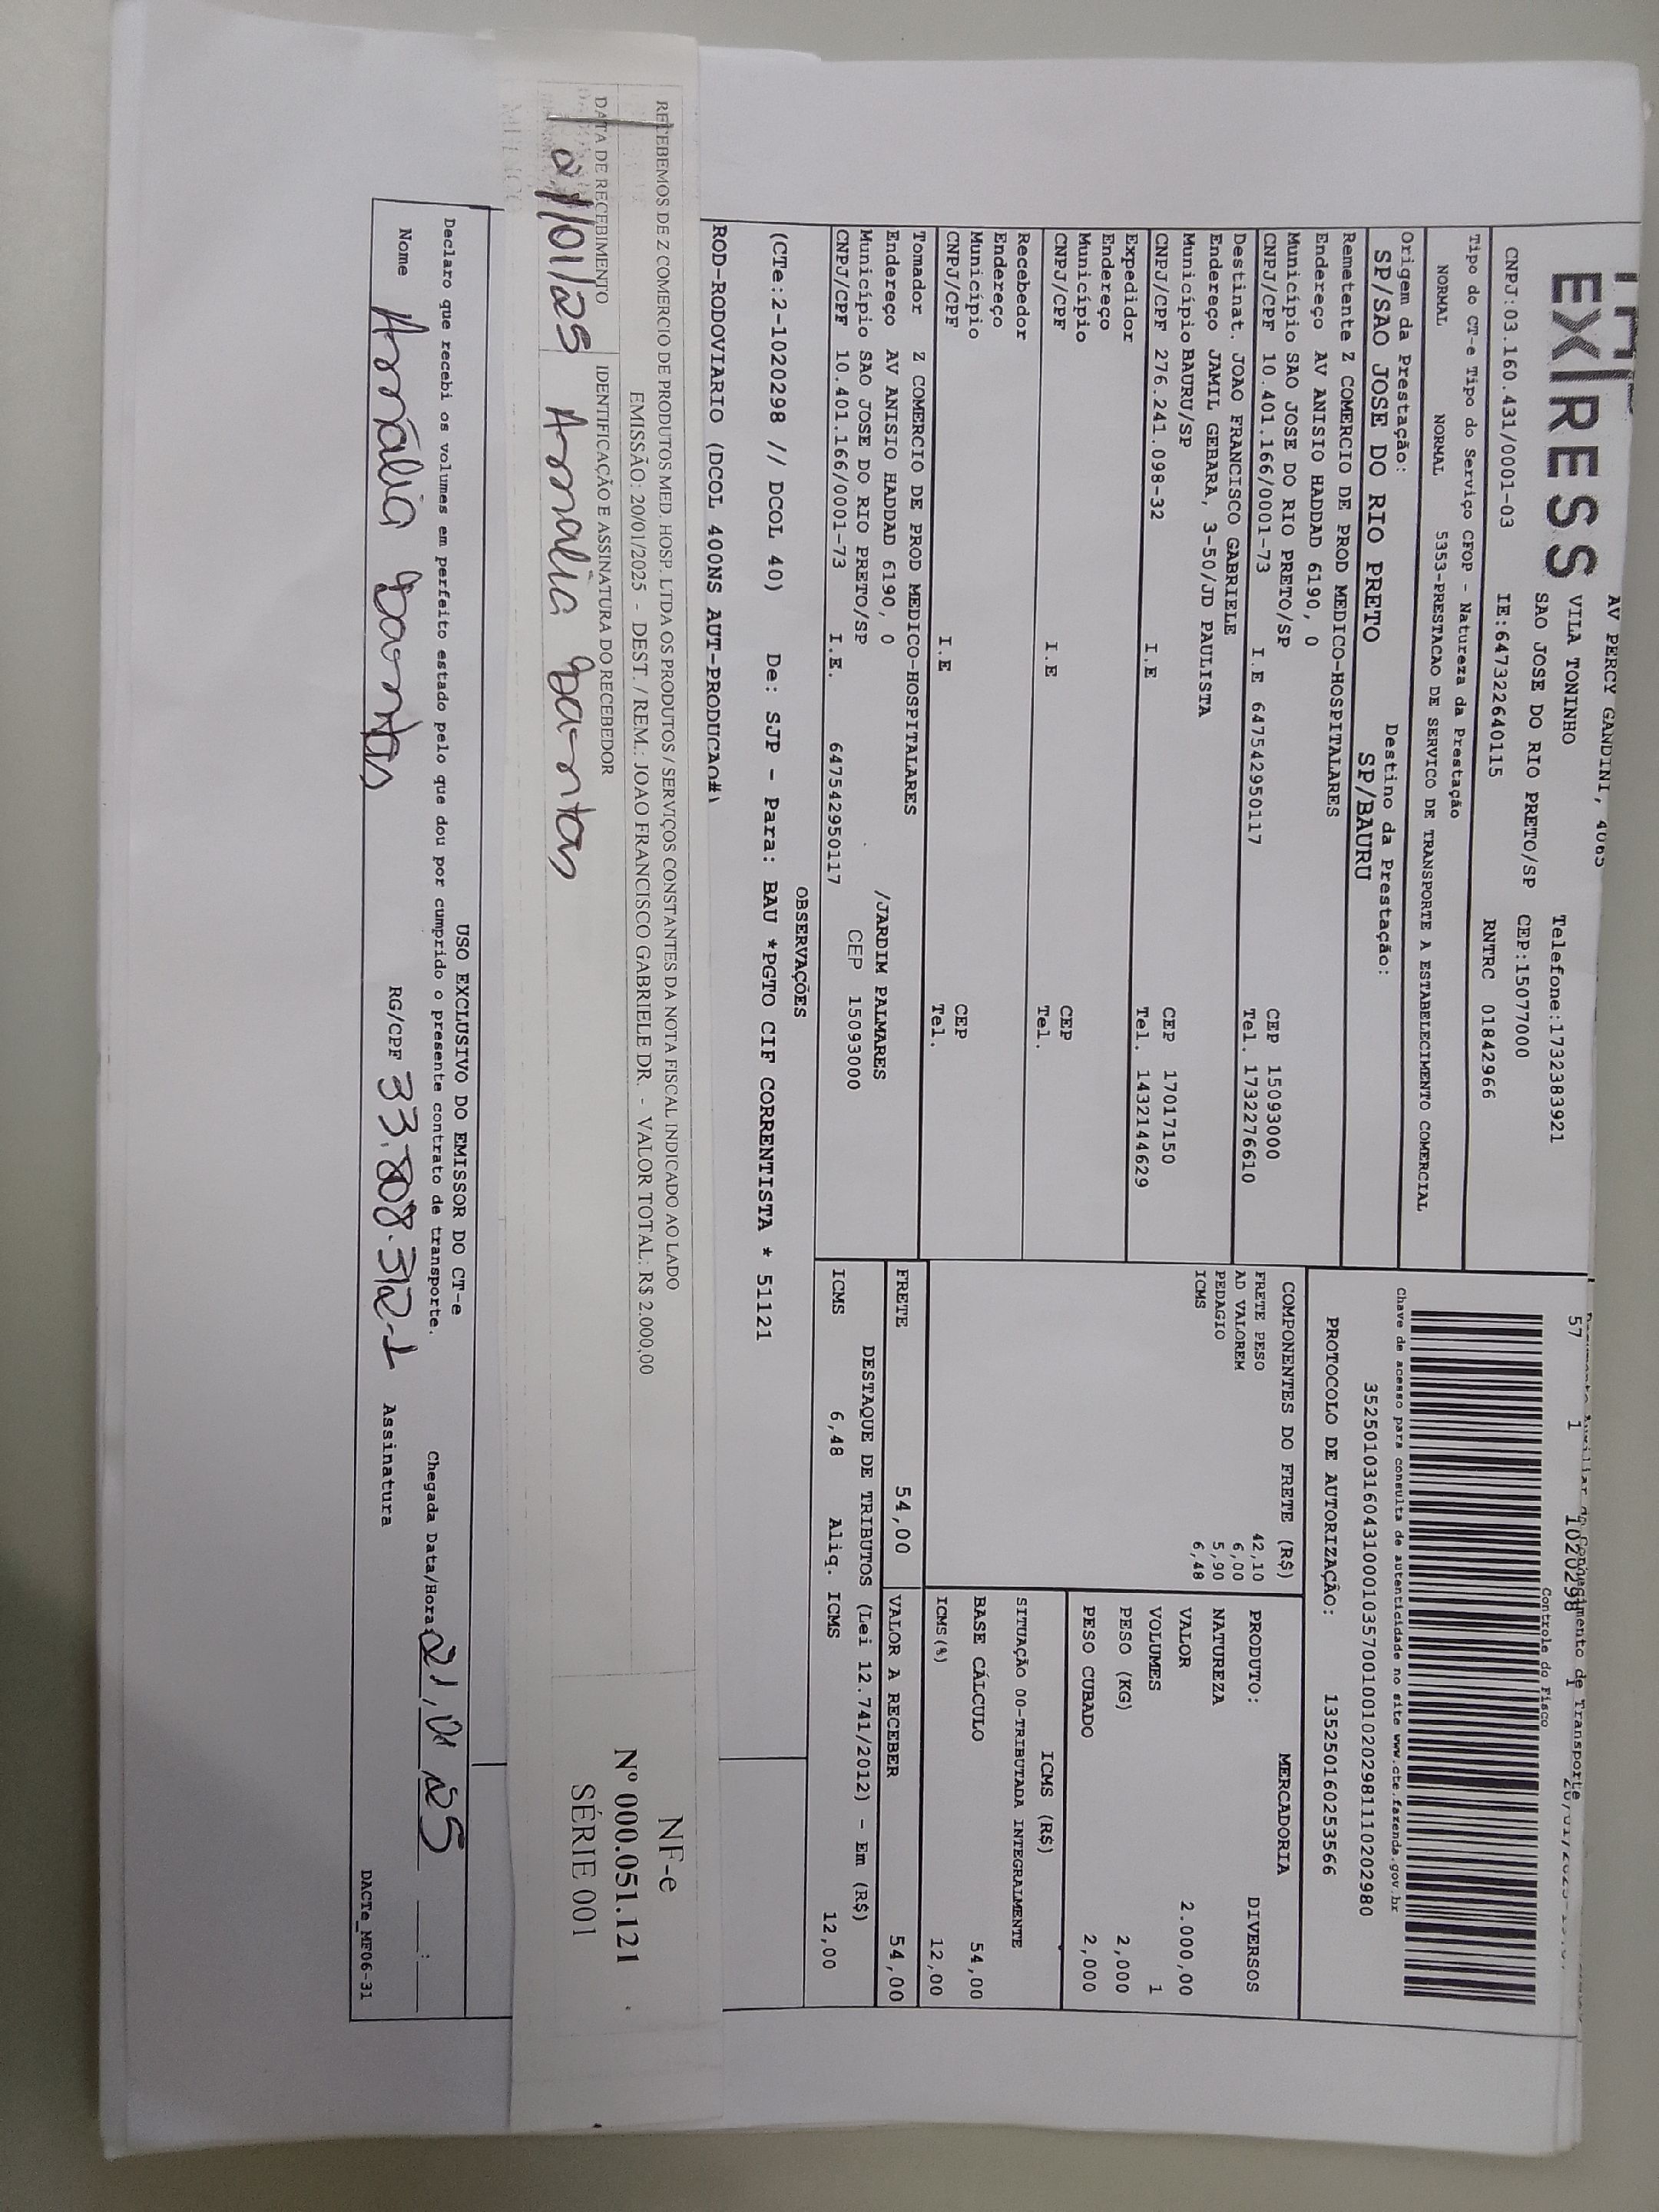 EXPRESS
AV PERCY GANDINI, 4065
VILA TONINHO
SAO JOSE DO RIO PRETO/SP
Telefone:1732383921
CEP:15077000
CNPJ:03.160.431/0001-03 IE:647322640115 RNTRC 01842966
57 1 1020298 1
Controle do Fisco
Tipo do CT-e Tipo do Serviço CFOP - Natureza da Prestação
NORMAL NORMAL 5353-PRESTACAO DE SERVICO DE TRANSPORTE A ESTABELECIMENTO COMERCIAL
Chave de acesso para consulta de autenticidade no site www.cte.fazenda.gov.br
35250103160431000103570010010202981110202980
Origem da Prestação: Destino da Prestação:
SP/SAO JOSE DO RIO PRETO SP/BAURU
PROTOCOLO DE AUTORIZAÇÃO: 135250160253566
Remetente Z COMERCIO DE PROD MEDICO-HOSPITALARES
Endereço AV ANISIO HADDAD 6190, 0
Município SAO JOSE DO RIO PRETO/SP CEP 15093000
CNPJ/CPF 10.401.166/0001-73 I.E 647542950117 Tel. 1732276610
Destinat. JOAO FRANCISCO GABRIELE
Endereço JAMIL GEBARA, 3-50/JD PAULISTA
Município BAURU/SP CEP 17017150
CNPJ/CPF 276.241.098-32 I.E Tel. 1432144629
Expedidor
Endereço
Município CEP
CNPJ/CPF I.E Tel.
Recebedor
Endereço
Município CEP
CNPJ/CPF I.E Tel.
Tomador Z COMERCIO DE PROD MEDICO-HOSPITALARES
Endereço AV ANISIO HADDAD 6190, 0 /JARDIM PALMARES
Município SAO JOSE DO RIO PRETO/SP CEP 15093000
CNPJ/CPF 10.401.166/0001-73 I.E. 647542950117
COMPONENTES DO FRETE (R$)
FRETE PESO 42,10
AD VALOREM 6,00
PEDAGIO 5,90
ICMS 6,48
MERCADORIA
PRODUTO: DIVERSOS
NATUREZA
VALOR 2.000,00
VOLUMES 1
PESO (KG) 2,000
PESO CUBADO 2,000
ICMS (R$)
SITUAÇÃO 00-TRIBUTADA INTEGRALMENTE
BASE CÁLCULO 54,00
ICMS(%) 12,00
FRETE 54,00 VALOR A RECEBER 54,00
DESTAQUE DE TRIBUTOS (Lei 12.741/2012) - Em (R$)
ICMS 6,48 Aliq. ICMS 12,00
OBSERVAÇÕES
(CTe:2-1020298 // DCOL 40) De: SJP - Para: BAU *PGTO CIF CORRENTISTA * 51121
ROD-RODOVIARIO (DCOL 400NS AUT-PRODUCAO#1
RECEBEMOS DE Z COMERCIO DE PRODUTOS MED. HOSP. LTDA OS PRODUTOS / SERVIÇOS CONSTANTES DA NOTA FISCAL INDICADO AO LADO
EMISSÃO: 20/01/2025 - DEST. / REM.: JOAO FRANCISCO GABRIELE DR. - VALOR TOTAL: R$ 2.000,00
DATA DE RECEBIMENTO IDENTIFICAÇÃO E ASSINATURA DO RECEBEDOR
21/01/25
NF-e
Nº 000.051.121
SÉRIE 001
USO EXCLUSIVO DO EMISSOR DO CT-e
Declaro que recebi os volumes em perfeito estado pelo que dou por cumprido o presente contrato de transporte.
Chegada Data/Hora 21,01 25 :
Nome RG/CPF 33.808.312-1 Assinatura
DACTe_MF06-31